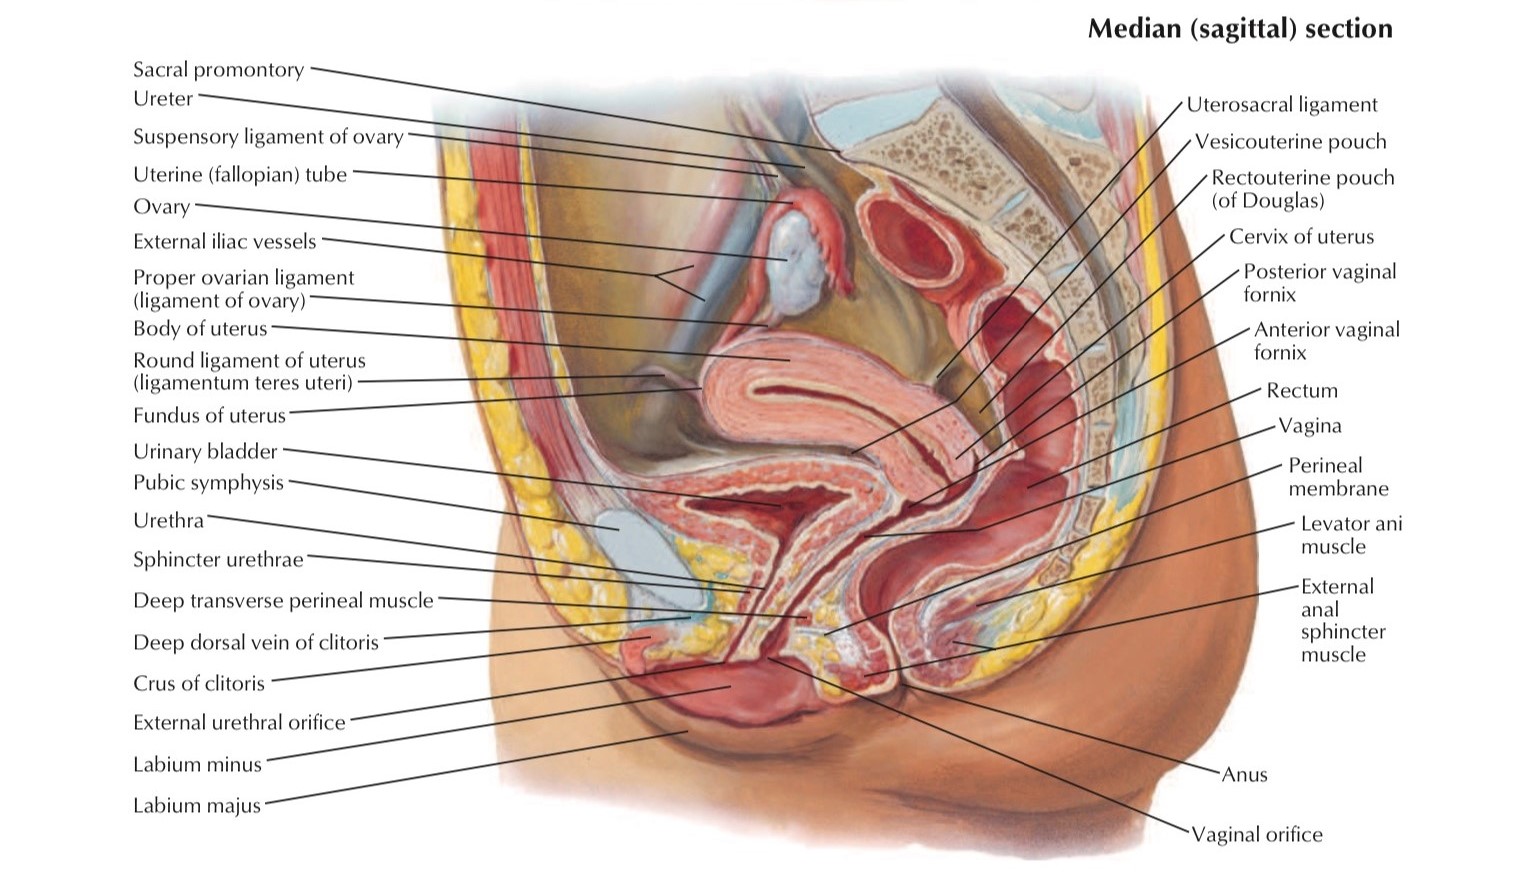 Median (sagittal) section
Sacral promontory
Ureter
Suspensory ligament of ovary
Uterine (fallopian) tube
Ovary
External iliac vessels
Proper ovarian ligament
(ligament of ovary)
Body of uterus
Round ligament of uterus
(ligamentum teres uteri)
Fundus of uterus
Urinary bladder
Pubic symphysis
Urethra
Sphincter urethrae
Deep transverse perineal muscle
Deep dorsal vein of clitoris
Crus of clitoris
External urethral orifice
Labium minus
Labium majus
Uterosacral ligament
Vesicouterine pouch
Rectouterine pouch
(of Douglas)
Cervix of uterus
Posterior vaginal
fornix
Anterior vaginal
fornix
Rectum
Vagina
Perineal
membrane
Levator ani
muscle
External
anal
sphincter
muscle
Anus
Vaginal orifice